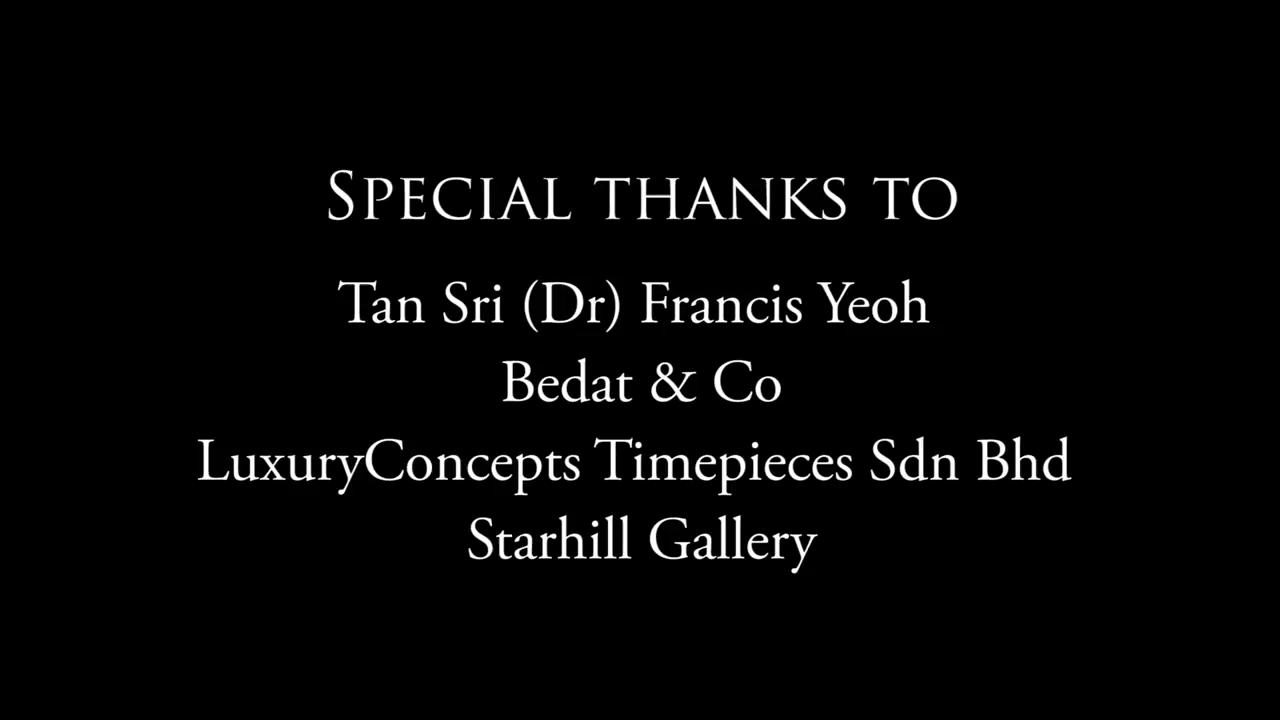 Special thanks to
Tan Sri (Dr) Francis Yeoh
Bedat & Co
LuxuryConcepts Timepieces Sdn Bhd
Starhill Gallery